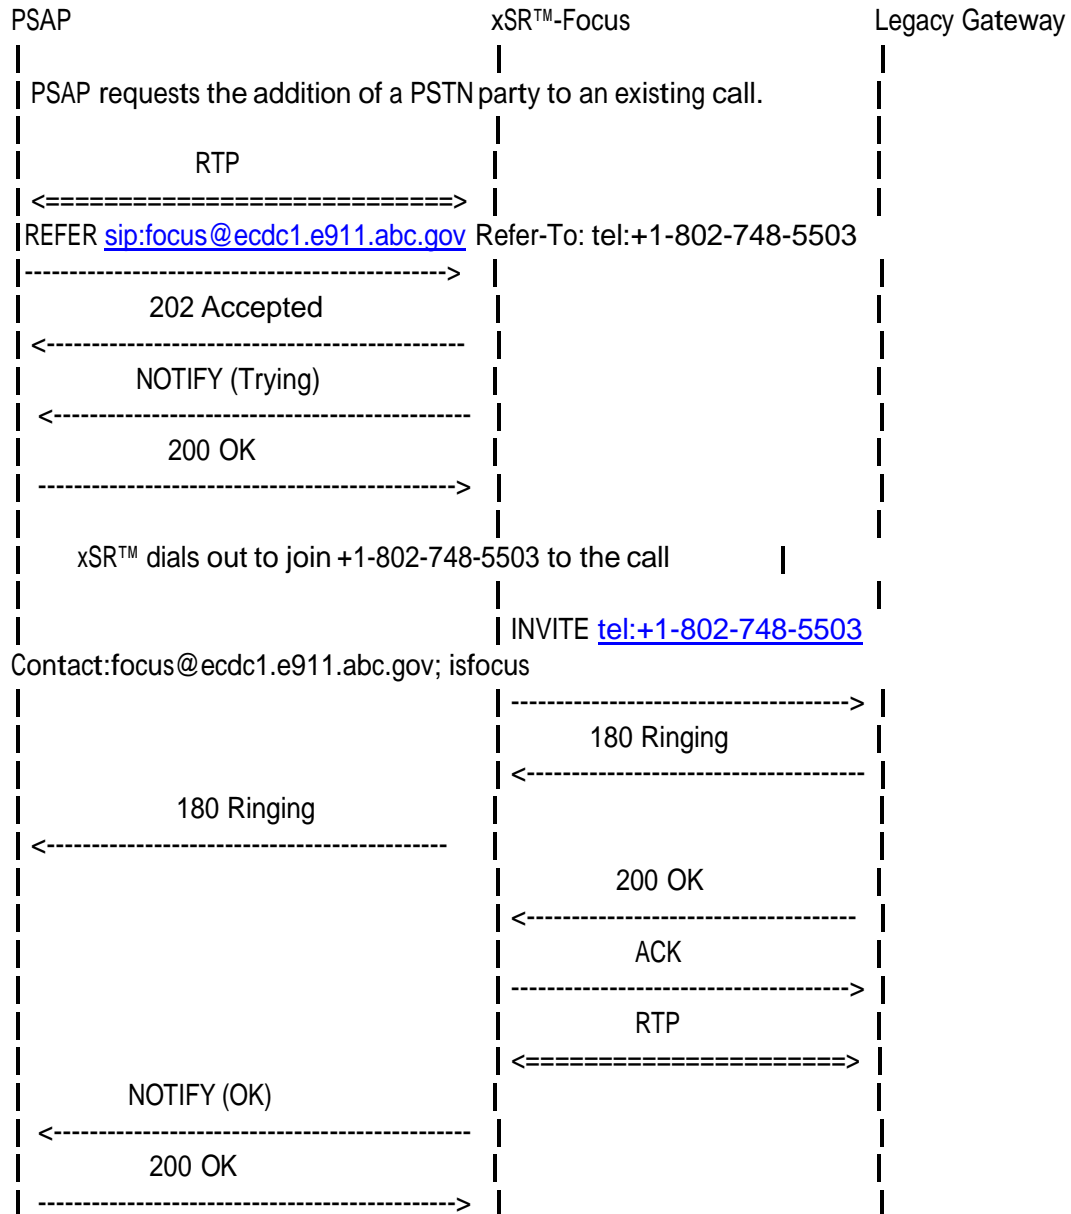 PSAP xSR™-Focus Legacy Gateway
PSAP requests the addition of a PSTN party to an existing call.
RTP
<============================>
REFER sip:focus@ecdc1.e911.abc.gov Refer-To: tel:+1-802-748-5503
----------------------------------------------->
202 Accepted
<-----------------------------------------------
NOTIFY (Trying)
<-----------------------------------------------
200 OK
----------------------------------------------->
xSR™ dials out to join +1-802-748-5503 to the call |
INVITE tel:+1-802-748-5503
Contact:focus@ecdc1.e911.abc.gov; isfocus
-------------------------------------->
180 Ringing
<--------------------------------------
180 Ringing
<---------------------------------------------
200 OK
<-------------------------------------
ACK
-------------------------------------->
RTP
<======================>
NOTIFY (OK)
<-----------------------------------------------
200 OK
----------------------------------------------->